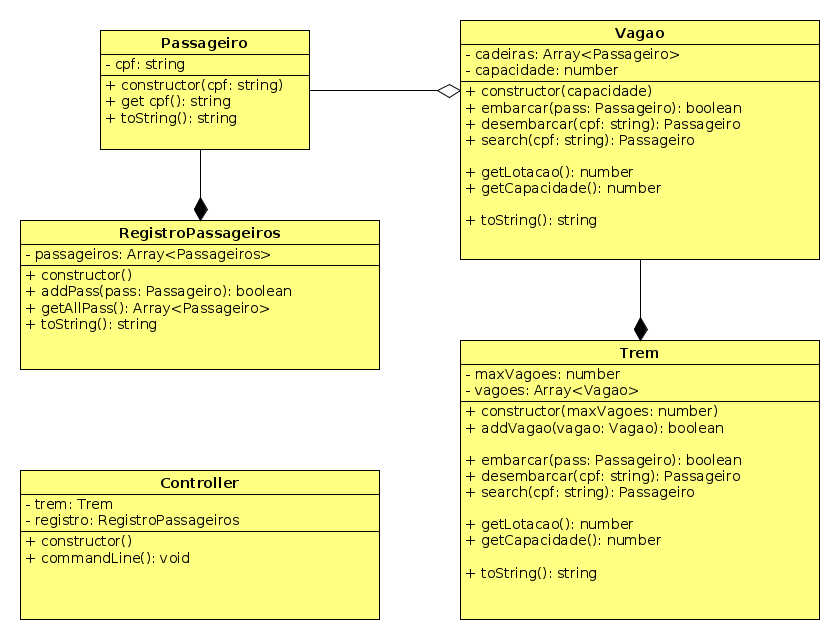 Passageiro
- cpf: string
+ constructor(cpf: string)
+ get cpf(): string
+ toString(): string
Vagao
- cadeiras: Array<Passageiro>
- capacidade: number
+ constructor(capacidade)
+ embarcar(pass: Passageiro): boolean
+ desembarcar(cpf: string): Passageiro
+ search(cpf: string): Passageiro
+ getLotacao(): number
+ getCapacidade(): number
+ toString(): string
RegistroPassageiros
- passageiros: Array<Passageiros>
+ constructor()
+ addPass(pass: Passageiro): boolean
+ getAllPass(): Array<Passageiro>
+ toString(): string
Trem
- maxVagoes: number
- vagoes: Array<Vagao>
+ constructor(maxVagoes: number)
+ addVagao(vagao: Vagao): boolean
+ embarcar(pass: Passageiro): boolean
+ desembarcar(cpf: string): Passageiro
+ search(cpf: string): Passageiro
+ getLotacao(): number
+ getCapacidade(): number
+ toString(): string
Controller
- trem: Trem
- registro: RegistroPassageiros
+ constructor()
+ commandLine(): void